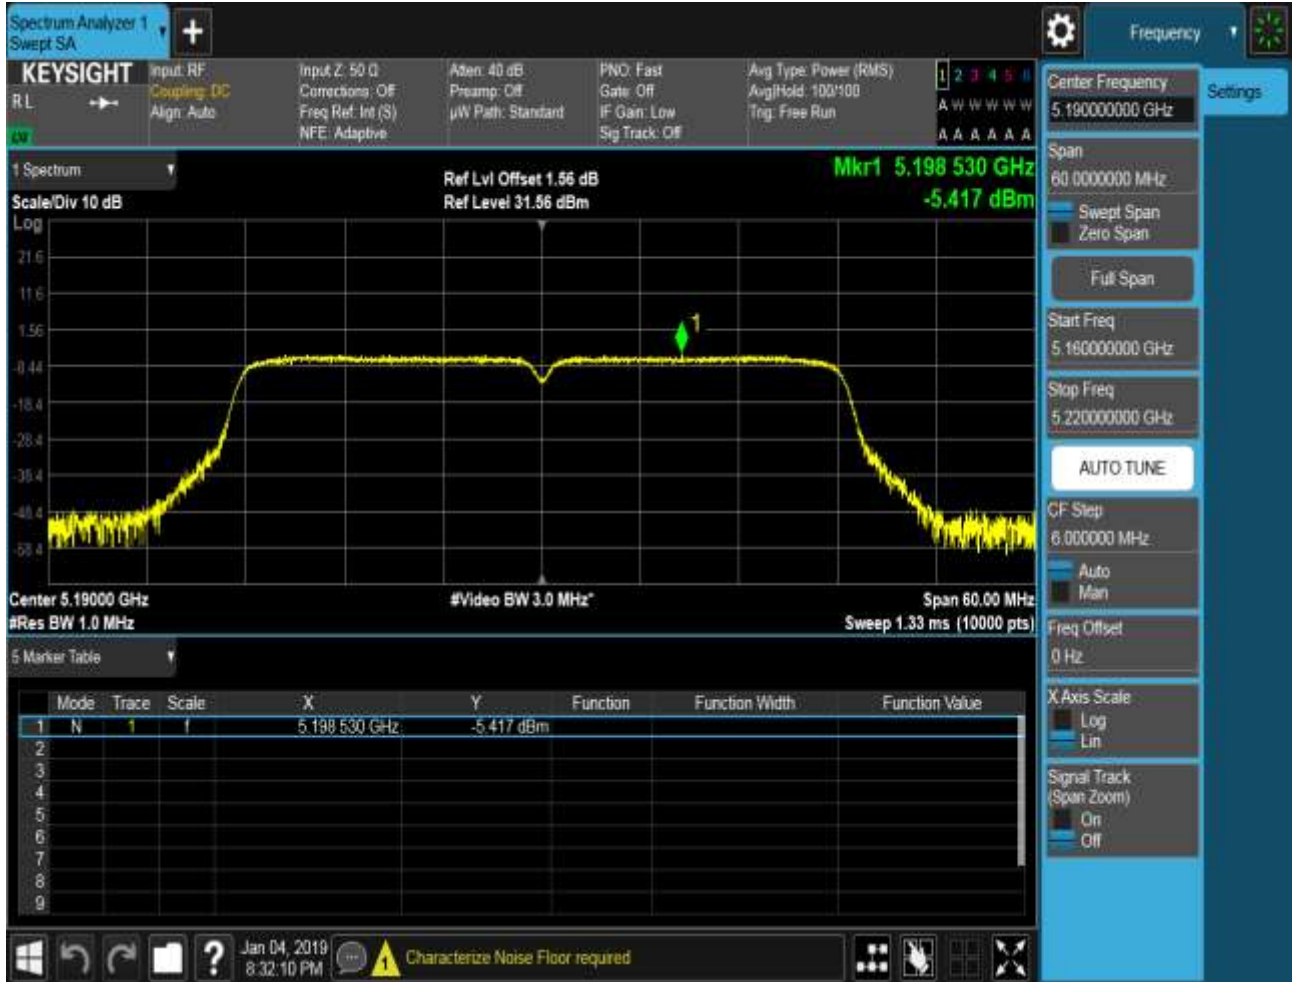 Spectrum Analyzer 1
Swept SA
+
Frequency
KEYSIGHT
RL
Input: RF
Coupling: DC
Align: Auto
Input Z: 50 Ω
Corrections: Off
Freq Ref: Int (S)
NFE: Adaptive
Atten: 40 dB
Preamp: Off
µW Path: Standard
PNO: Fast
Gate: Off
IF Gain: Low
Sig Track: Off
Avg Type: Power (RMS)
Avg|Hold: 100/100
Trig: Free Run
1 2 3 4 5 6
A W W W W W
A A A A A A
1 Spectrum
Scale/Div 10 dB
Ref Lvl Offset 1.56 dB
Ref Level 31.56 dBm
Mkr1 5.198 530 GHz
-5.417 dBm
Log
21.6
11.6
1.56
-8.44
-18.4
-28.4
-38.4
-48.4
-58.4
1
Center 5.19000 GHz
#Res BW 1.0 MHz
#Video BW 3.0 MHz*
Span 60.00 MHz
Sweep 1.33 ms (10000 pts)
5 Marker Table
Mode Trace Scale X Y Function Function Width Function Value
1 N 1 f 5.198 530 GHz -5.417 dBm
2
3
4
5
6
7
8
9
Center Frequency
5.190000000 GHz
Settings
Span
60.0000000 MHz
Swept Span
Zero Span
Full Span
Start Freq
5.160000000 GHz
Stop Freq
5.220000000 GHz
AUTO TUNE
CF Step
6.000000 MHz
Auto
Man
Freq Offset
0 Hz
X Axis Scale
Log
Lin
Signal Track
(Span Zoom)
On
Off
?
Jan 04, 2019
8:32:10 PM
1
Characterize Noise Floor required